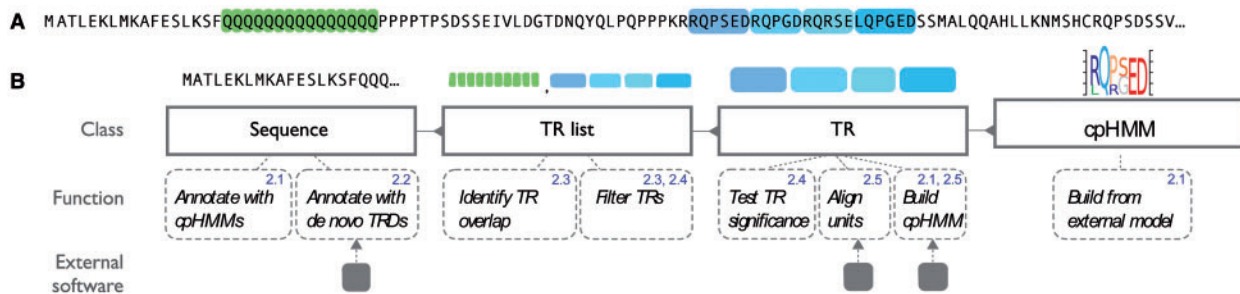 A MATLEKLMKAFESLKSFQQQQQQQQQQQQQQQPPPPTPSDSSEIVLDGTDNQYQLPQPPPKRRQPSEDRQPGDRQRSELQPGEDSSMALQQAHLLKNMSHCRQPSDSSV...
B MATLEKLMKAFESLKSFQQQ... , RQPSED
LRG
Class Sequence TR list TR cpHMM
2.1 2.2 2.3 2.3, 2.4 2.4 2.5 2.1, 2.5 2.1
Function Annotate with Annotate with Identify TR Filter TRs Test TR Align Build Build from
cpHMMs de novo TRDs overlap significance units cpHMM external model
External
software